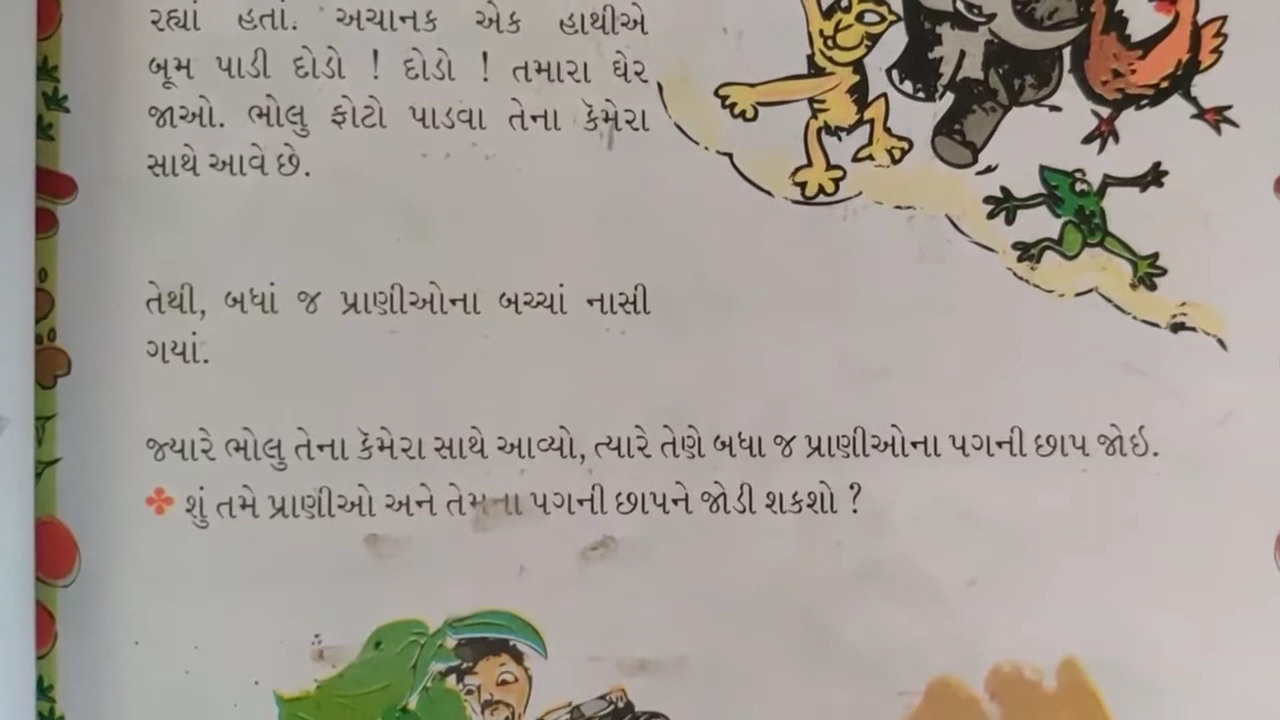 રહ્યાં હતાં. અચાનક એક હાથીએ
બૂમ પાડી દોડો ! દોડો ! તમારા ઘેર
જાઓ. ભોલુ ફોટો પાડવા તેના કૅમેરા
સાથે આવે છે.
તેથી, બધાં જ પ્રાણીઓના બચ્ચાં નાસી
ગયાં.
જ્યારે ભોલુ તેના કૅમેરા સાથે આવ્યો, ત્યારે તેણે બધા જ પ્રાણીઓના પગની છાપ જોઈ.
શું તમે પ્રાણીઓ અને તેમના પગની છાપને જોડી શકશો ?